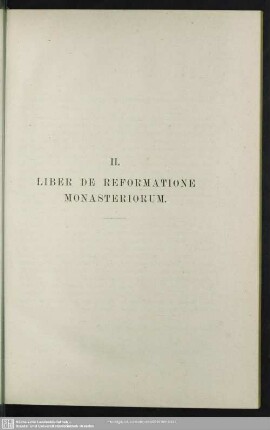 II.
LIBER DE REFORMATIONE
MONASTERIORUM.